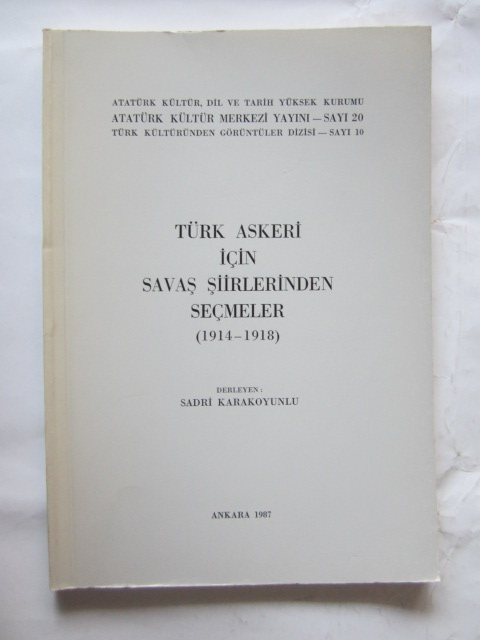 ATATÜRK KÜLTÜR, DİL VE TARİH YÜKSEK KURUMU
ATATÜRK KÜLTÜR MERKEZİ YAYINI — SAYI 20
TÜRK KÜLTÜRÜNDEN GÖRÜNTÜLER DİZİSİ — SAYI 10
TÜRK ASKERİ
İÇİN
SAVAŞ ŞİİRLERİNDEN
SEÇMELER
(1914–1918)
DERLEYEN :
SADRİ KARAKOYUNLU
ANKARA 1987